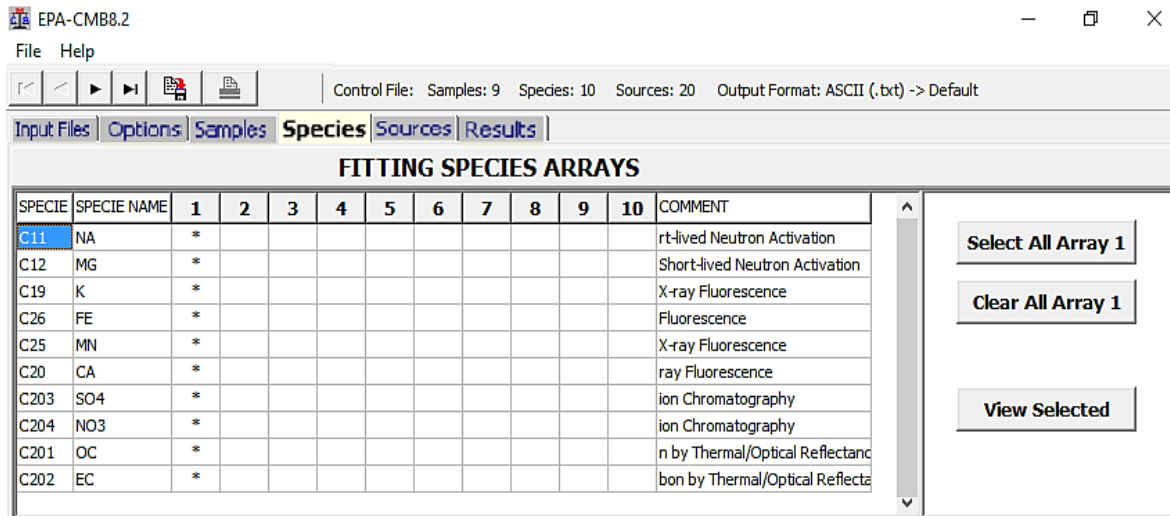 EPA-CMB8.2
File Help
Control File: Samples: 9 Species: 10 Sources: 20 Output Format: ASCII (.txt) -> Default
Input Files Options Samples Species Sources Results
FITTING SPECIES ARRAYS
SPECIE SPECIE NAME 1 2 3 4 5 6 7 8 9 10 COMMENT
C11 NA * rt-lived Neutron Activation
C12 MG * Short-lived Neutron Activation
C19 K * X-ray Fluorescence
C26 FE * Fluorescence
C25 MN * X-ray Fluorescence
C20 CA * ray Fluorescence
C203 SO4 * ion Chromatography
C204 NO3 * ion Chromatography
C201 OC * n by Thermal/Optical Reflectanc
C202 EC * bon by Thermal/Optical Reflecta
Select All Array 1
Clear All Array 1
View Selected